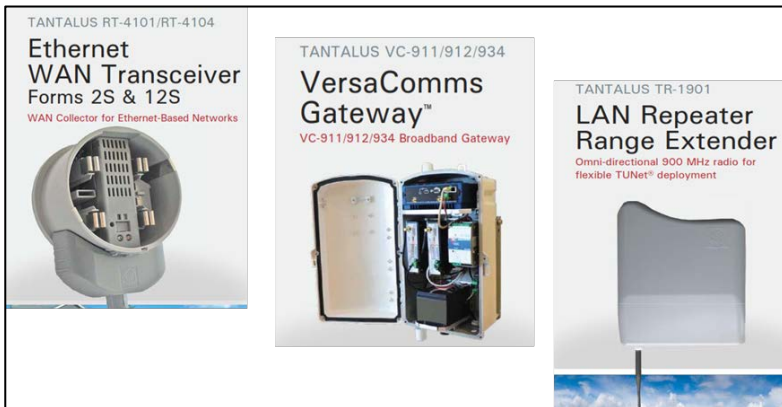 TANTALUS RT-4101/RT-4104
Ethernet
WAN Transceiver
Forms 2S & 12S
WAN Collector for Ethernet-Based Networks
TANTALUS VC-911/912/934
VersaComms
Gateway™
VC-911/912/934 Broadband Gateway
TANTALUS TR-1901
LAN Repeater
Range Extender
Omni-directional 900 MHz radio for
flexible TUNet® deployment